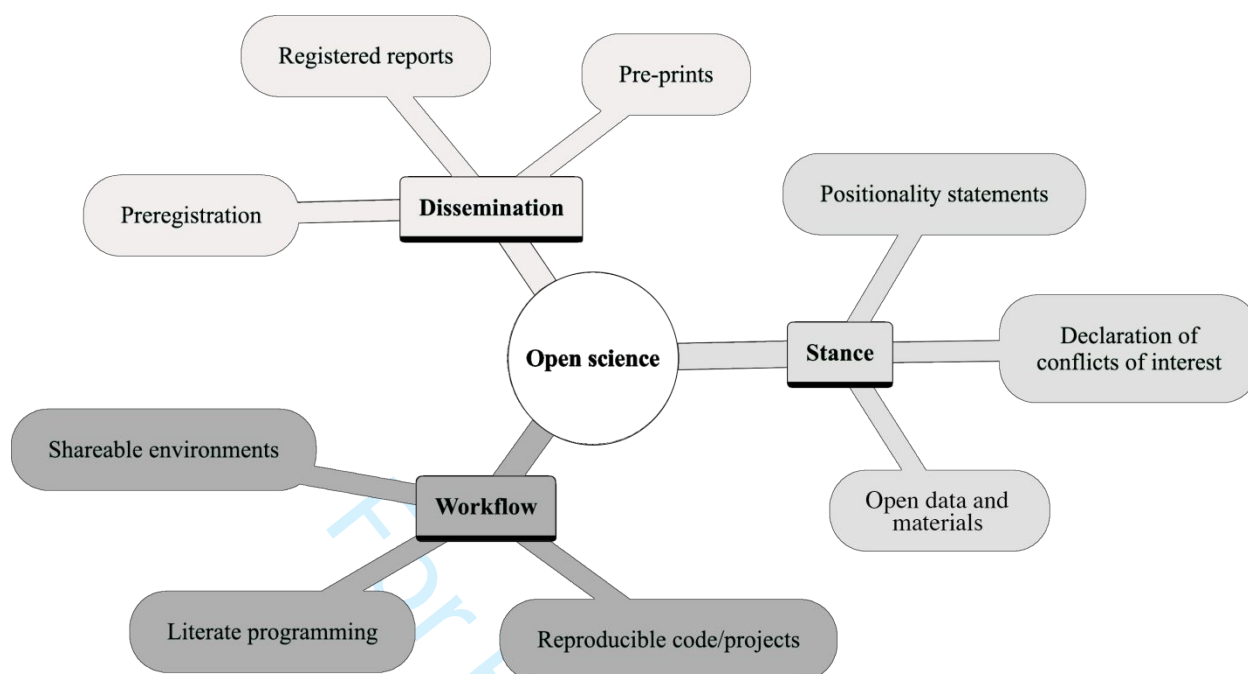 Registered reports
Pre-prints
Preregistration
Dissemination
Positionality statements
Open science
Stance
Declaration of
conflicts of interest
Shareable environments
Workflow
Open data and
materials
Literate programming
Reproducible code/projects
For